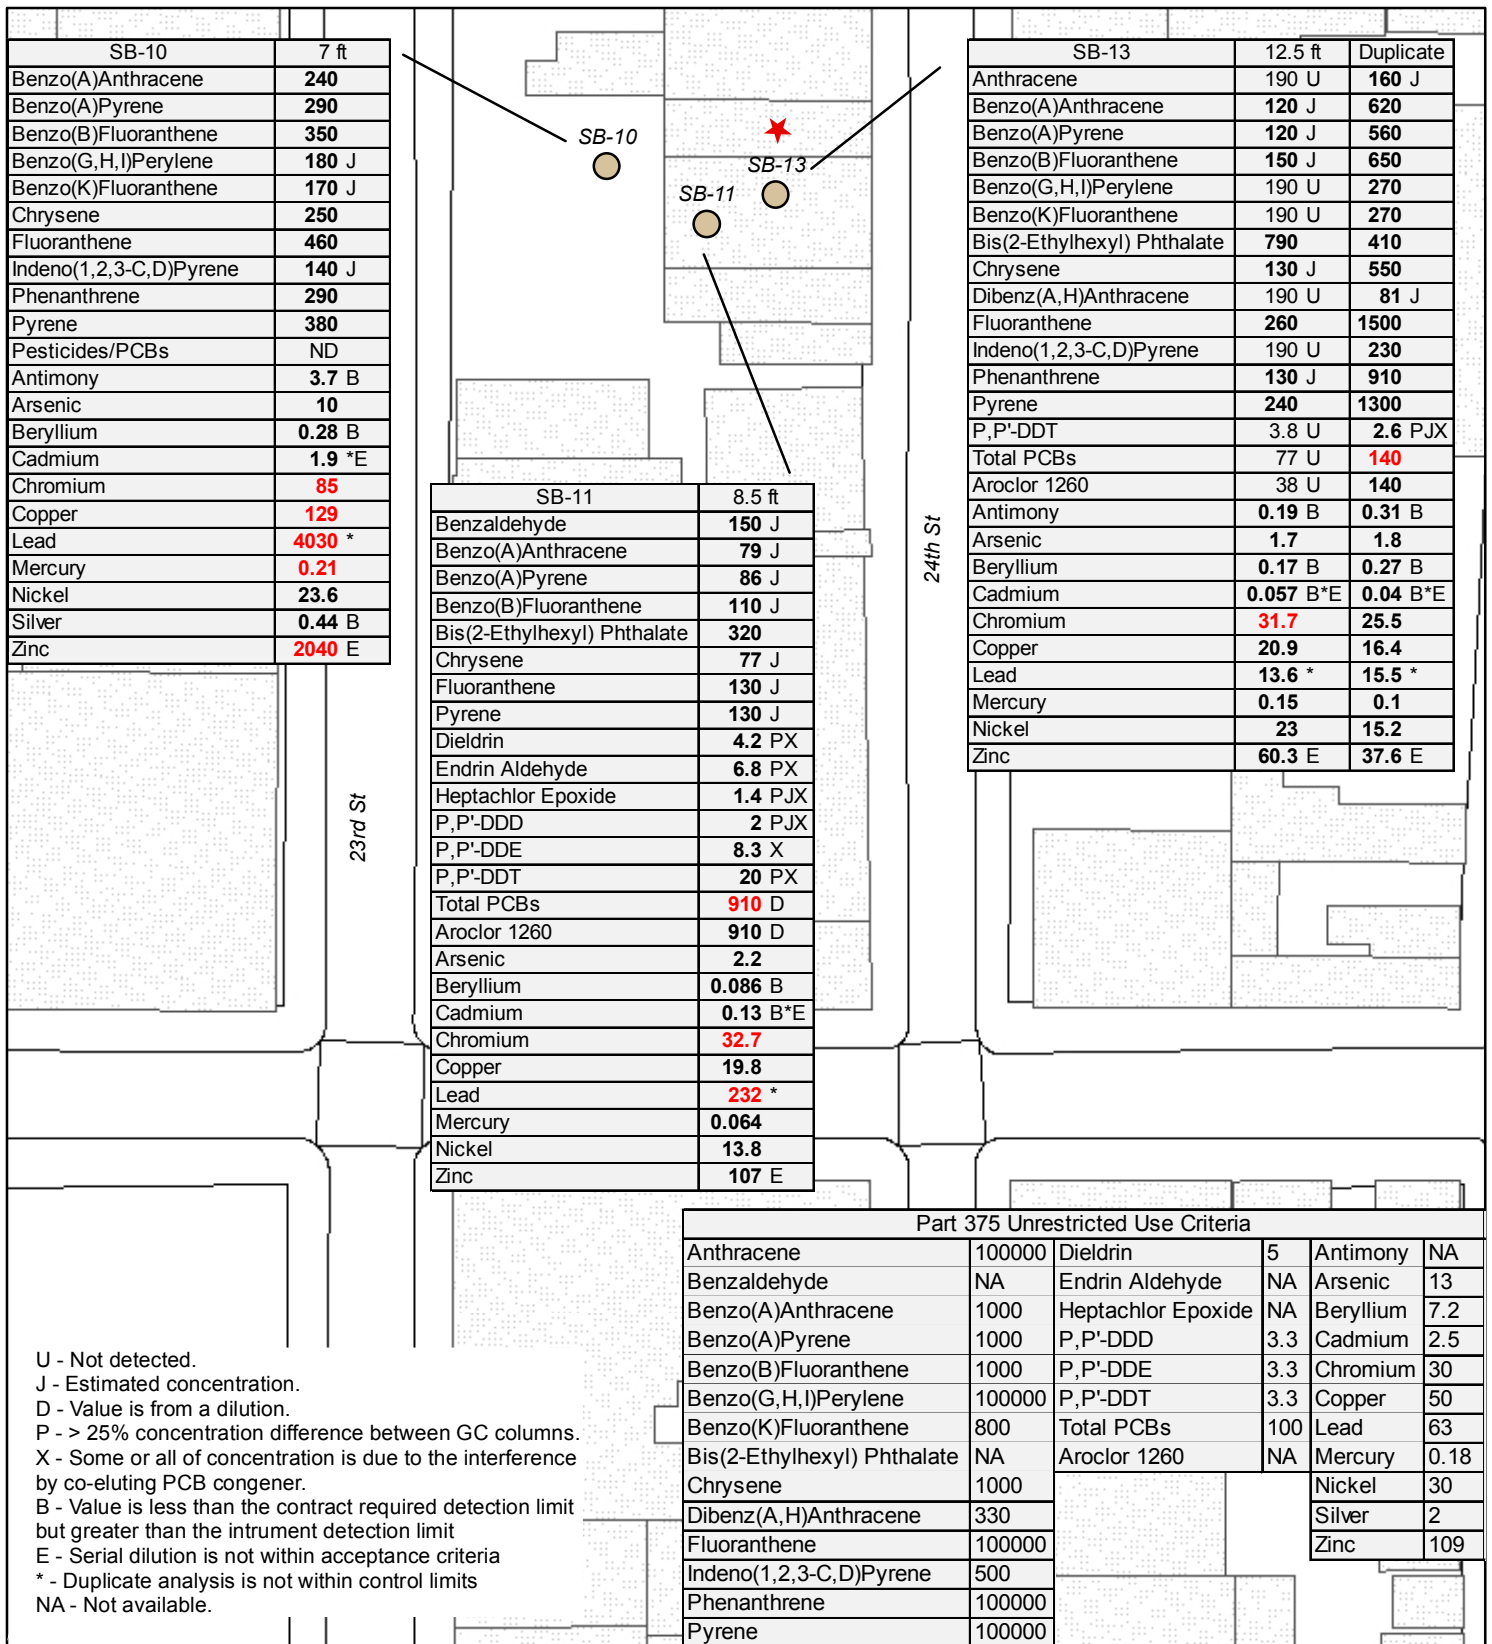 SB-10 7 ft
Benzo(A)Anthracene 240
Benzo(A)Pyrene 290
Benzo(B)Fluoranthene 350
Benzo(G,H,I)Perylene 180 J
Benzo(K)Fluoranthene 170 J
Chrysene 250
Fluoranthene 460
Indeno(1,2,3-C,D)Pyrene 140 J
Phenanthrene 290
Pyrene 380
Pesticides/PCBs ND
Antimony 3.7 B
Arsenic 10
Beryllium 0.28 B
Cadmium 1.9 *E
Chromium 85
Copper 129
Lead 4030 *
Mercury 0.21
Nickel 23.6
Silver 0.44 B
Zinc 2040 E
SB-10
SB-13
SB-11
SB-13 12.5 ft Duplicate
Anthracene 190 U 160 J
Benzo(A)Anthracene 120 J 620
Benzo(A)Pyrene 120 J 560
Benzo(B)Fluoranthene 150 J 650
Benzo(G,H,I)Perylene 190 U 270
Benzo(K)Fluoranthene 190 U 270
Bis(2-Ethylhexyl) Phthalate 790 410
Chrysene 130 J 550
Dibenz(A,H)Anthracene 190 U 81 J
Fluoranthene 260 1500
Indeno(1,2,3-C,D)Pyrene 190 U 230
Phenanthrene 130 J 910
Pyrene 240 1300
P,P'-DDT 3.8 U 2.6 PJX
Total PCBs 77 U 140
Aroclor 1260 38 U 140
Antimony 0.19 B 0.31 B
Arsenic 1.7 1.8
Beryllium 0.17 B 0.27 B
Cadmium 0.057 B*E 0.04 B*E
Chromium 31.7 25.5
Copper 20.9 16.4
Lead 13.6 * 15.5 *
Mercury 0.15 0.1
Nickel 23 15.2
Zinc 60.3 E 37.6 E
SB-11 8.5 ft
Benzaldehyde 150 J
Benzo(A)Anthracene 79 J
Benzo(A)Pyrene 86 J
Benzo(B)Fluoranthene 110 J
Bis(2-Ethylhexyl) Phthalate 320
Chrysene 77 J
Fluoranthene 130 J
Pyrene 130 J
Dieldrin 4.2 PX
Endrin Aldehyde 6.8 PX
Heptachlor Epoxide 1.4 PJX
P,P'-DDD 2 PJX
P,P'-DDE 8.3 X
P,P'-DDT 20 PX
Total PCBs 910 D
Aroclor 1260 910 D
Arsenic 2.2
Beryllium 0.086 B
Cadmium 0.13 B*E
Chromium 32.7
Copper 19.8
Lead 232 *
Mercury 0.064
Nickel 13.8
Zinc 107 E
23rd St
24th St
Part 375 Unrestricted Use Criteria
Anthracene 100000 Dieldrin 5 Antimony NA
Benzaldehyde NA Endrin Aldehyde NA Arsenic 13
Benzo(A)Anthracene 1000 Heptachlor Epoxide NA Beryllium 7.2
Benzo(A)Pyrene 1000 P,P'-DDD 3.3 Cadmium 2.5
Benzo(B)Fluoranthene 1000 P,P'-DDE 3.3 Chromium 30
Benzo(G,H,I)Perylene 100000 P,P'-DDT 3.3 Copper 50
Benzo(K)Fluoranthene 800 Total PCBs 100 Lead 63
Bis(2-Ethylhexyl) Phthalate NA Aroclor 1260 NA Mercury 0.18
Chrysene 1000 Nickel 30
Dibenz(A,H)Anthracene 330 Silver 2
Fluoranthene 100000 Zinc 109
Indeno(1,2,3-C,D)Pyrene 500
Phenanthrene 100000
Pyrene 100000
U - Not detected.
J - Estimated concentration.
D - Value is from a dilution.
P - > 25% concentration difference between GC columns.
X - Some or all of concentration is due to the interference
by co-eluting PCB congener.
B - Value is less than the contract required detection limit
but greater than the intrument detection limit
E - Serial dilution is not within acceptance criteria
* - Duplicate analysis is not within control limits
NA - Not available.